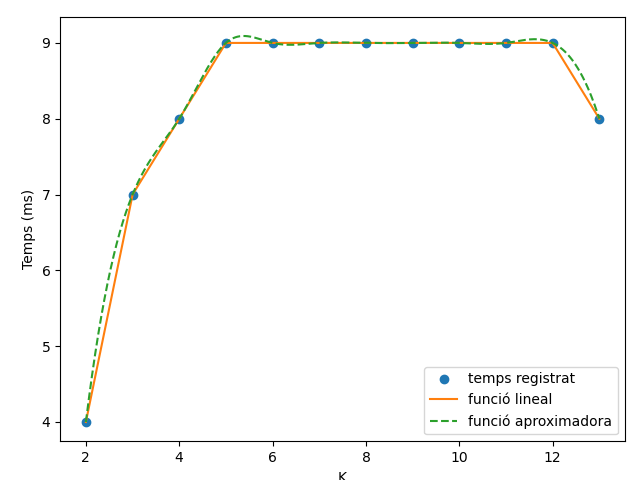 9
8
7
6
5
4
Temps (ms)
temps registrat
funció lineal
funció aproximadora
2
4
6
8
10
12
K